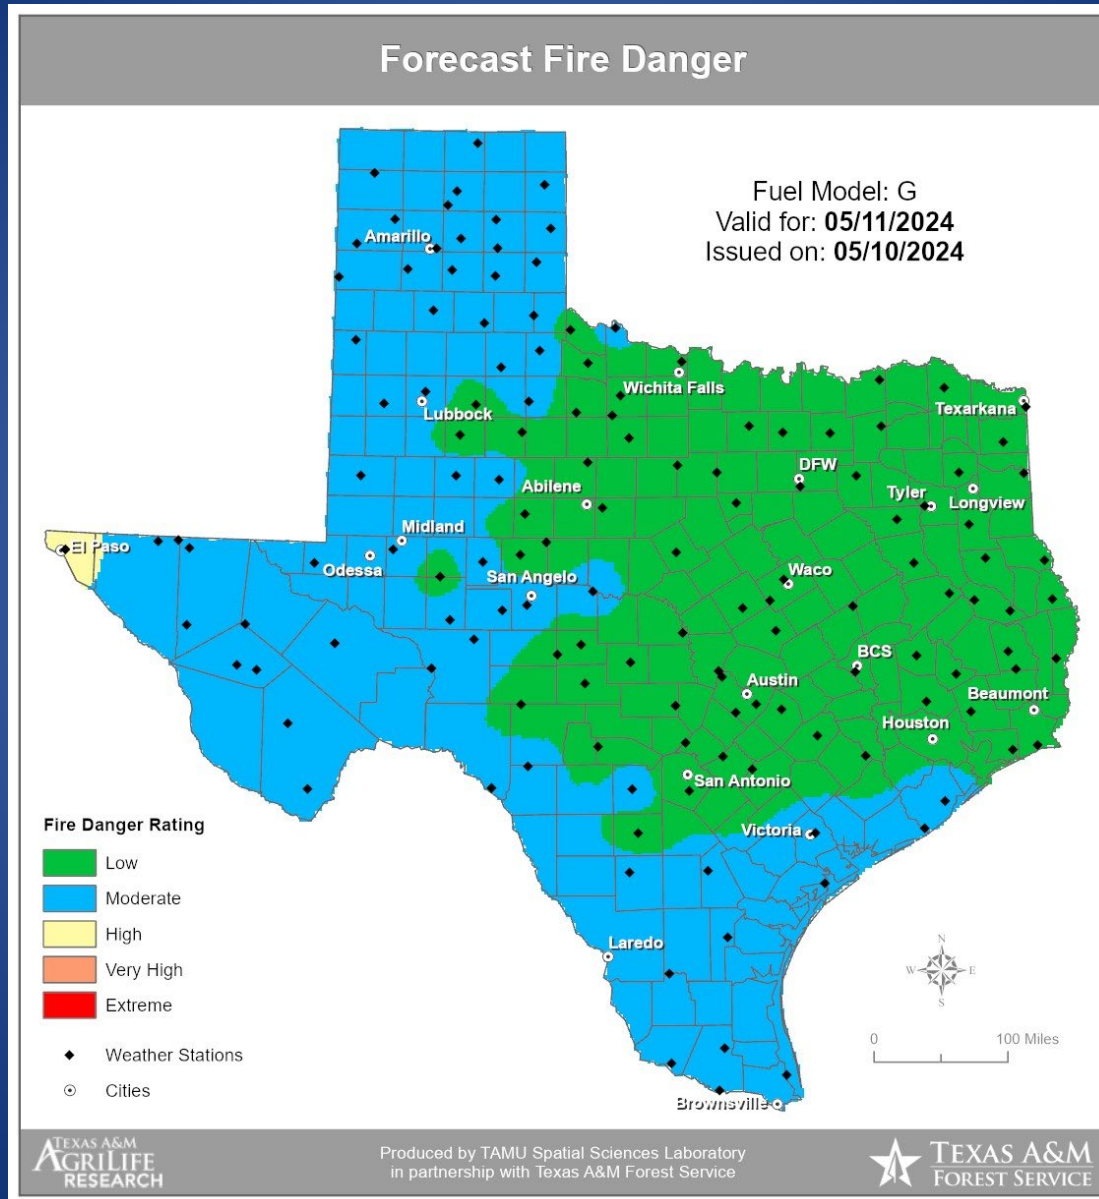 Forecast Fire Danger
Fuel Model: G
Valid for: 05/11/2024
Issued on: 05/10/2024
Amarillo
Wichita Falls
Lubbock
Texarkana
DFW
Abilene
Tyler
Longview
Midland
El Paso
Odessa
San Angelo
Waco
BCS
Austin
Beaumont
Houston
San Antonio
Victoria
Fire Danger Rating
Low
Moderate
High
Very High
Extreme
Weather Stations
Cities
Laredo
Brownsville
N
W E
S
0 100 Miles
TEXAS A&M
AGRILIFE
RESEARCH
Produced by TAMU Spatial Sciences Laboratory
in partnership with Texas A&M Forest Service
TEXAS A&M
FOREST SERVICE